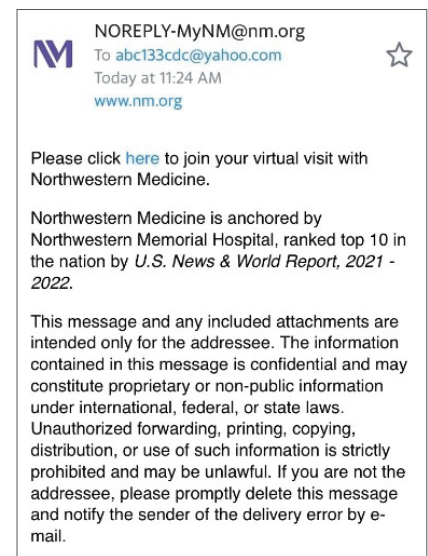 NM
NOREPLY-MyNM@nm.org
To abc133cdc@yahoo.com
Today at 11:24 AM
www.nm.org
Please click here to join your virtual visit with
Northwestern Medicine.
Northwestern Medicine is anchored by
Northwestern Memorial Hospital, ranked top 10 in
the nation by U.S. News & World Report, 2021 -
2022.
This message and any included attachments are
intended only for the addressee. The information
contained in this message is confidential and may
constitute proprietary or non-public information
under international, federal, or state laws.
Unauthorized forwarding, printing, copying,
distribution, or use of such information is strictly
prohibited and may be unlawful. If you are not the
addressee, please promptly delete this message
and notify the sender of the delivery error by e-
mail.